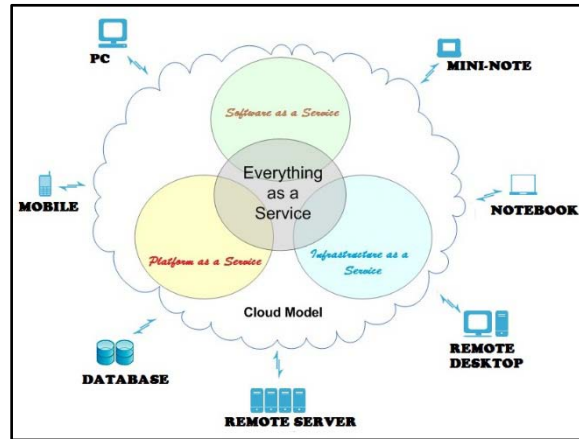 PC
MINI-NOTE
Software as a Service
Everything
as a
Service
MOBILE
NOTEBOOK
Platform as a Service
Infrastructure as a
Service
Cloud Model
DATABASE
REMOTE SERVER
REMOTE
DESKTOP